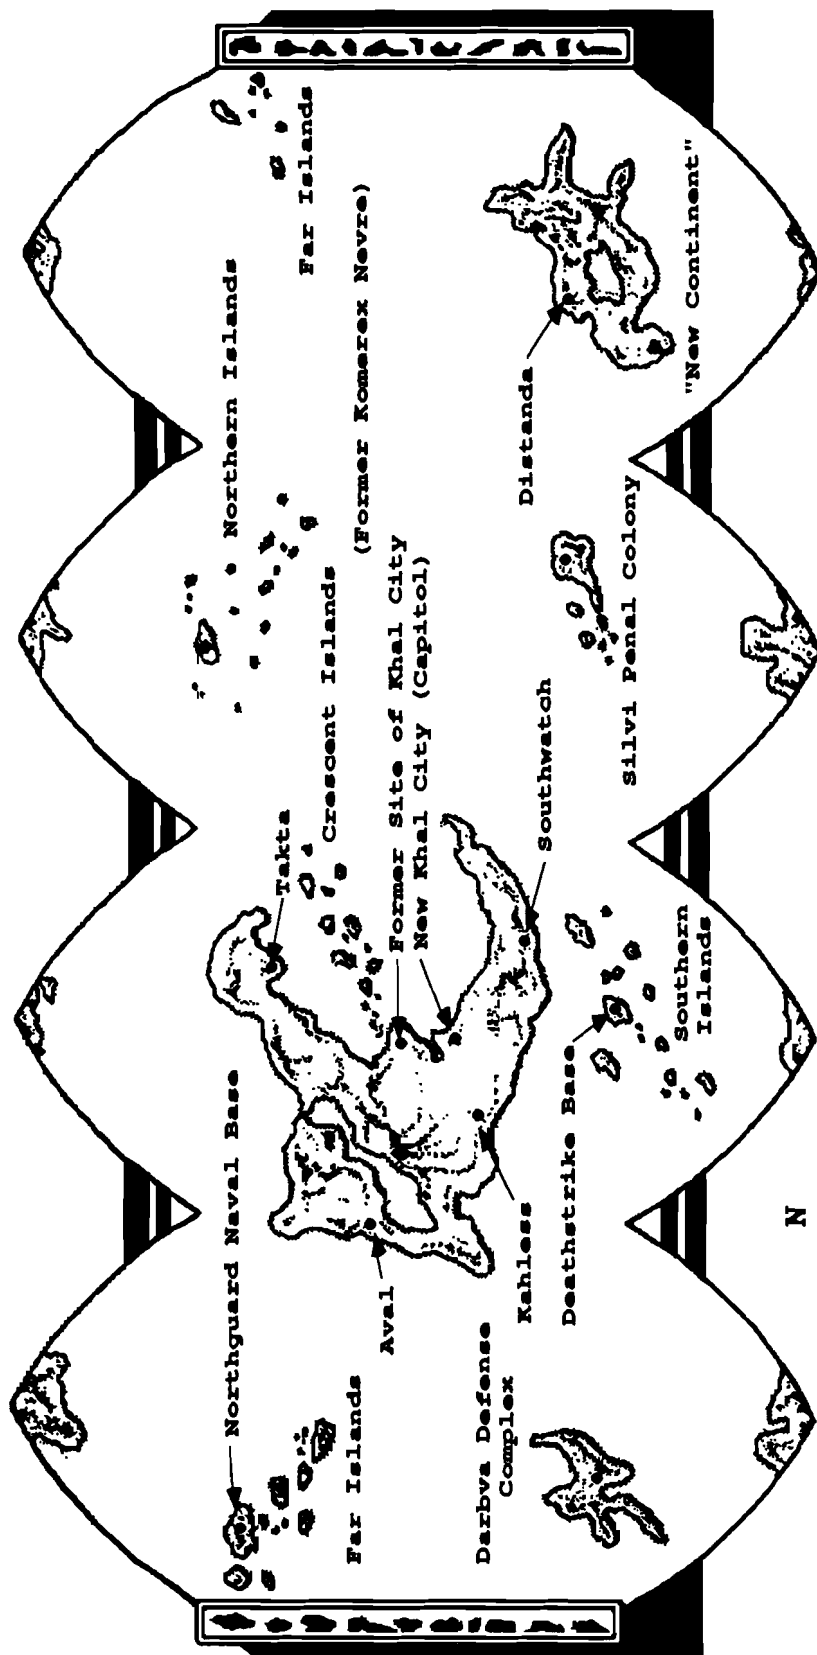 Northguard Naval Base
Northern Islands
Takta
Far Islands
Crescent Islands
Far Islands
(Former Komerex Nevre)
Aval
Former Site of Khal City
New Khal City (Capitol)
Darbva Defense
Complex
Kahless
Distanda
Southwatch
Deathstrike Base
Silvi Penal Colony
Southern
Islands
"New Continent"
N